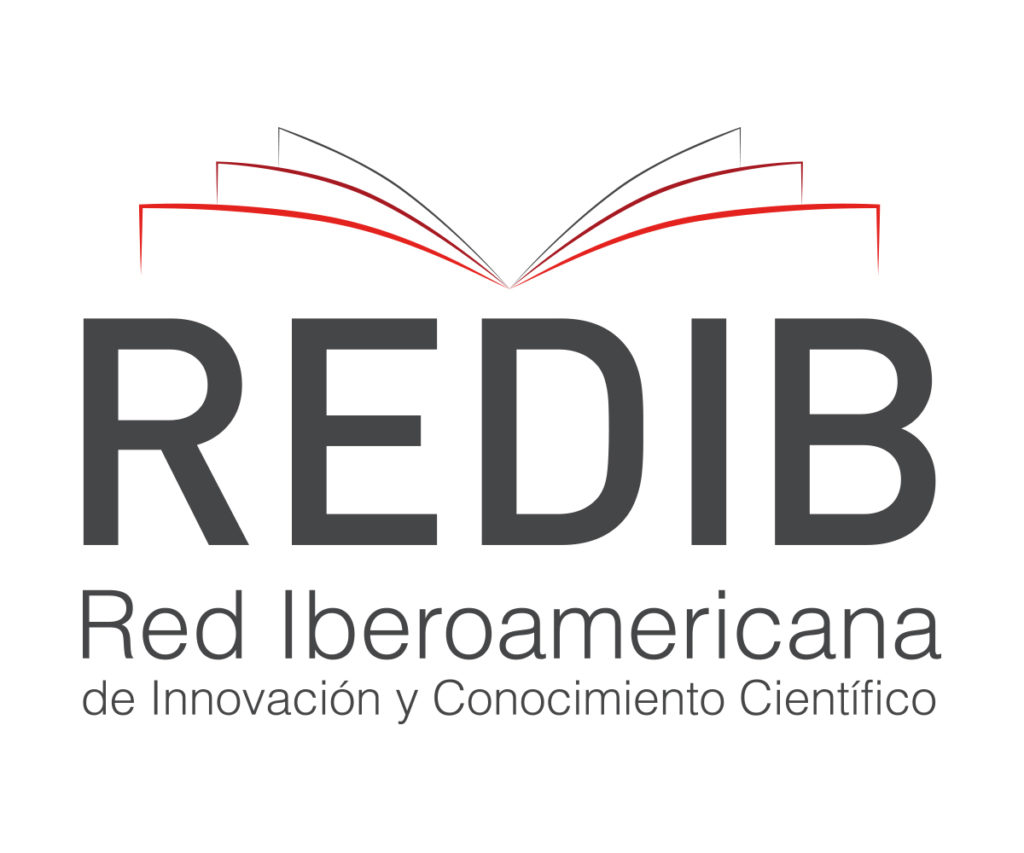 REDIB
Red Iberoamericana
de Innovación y Conocimiento Científico